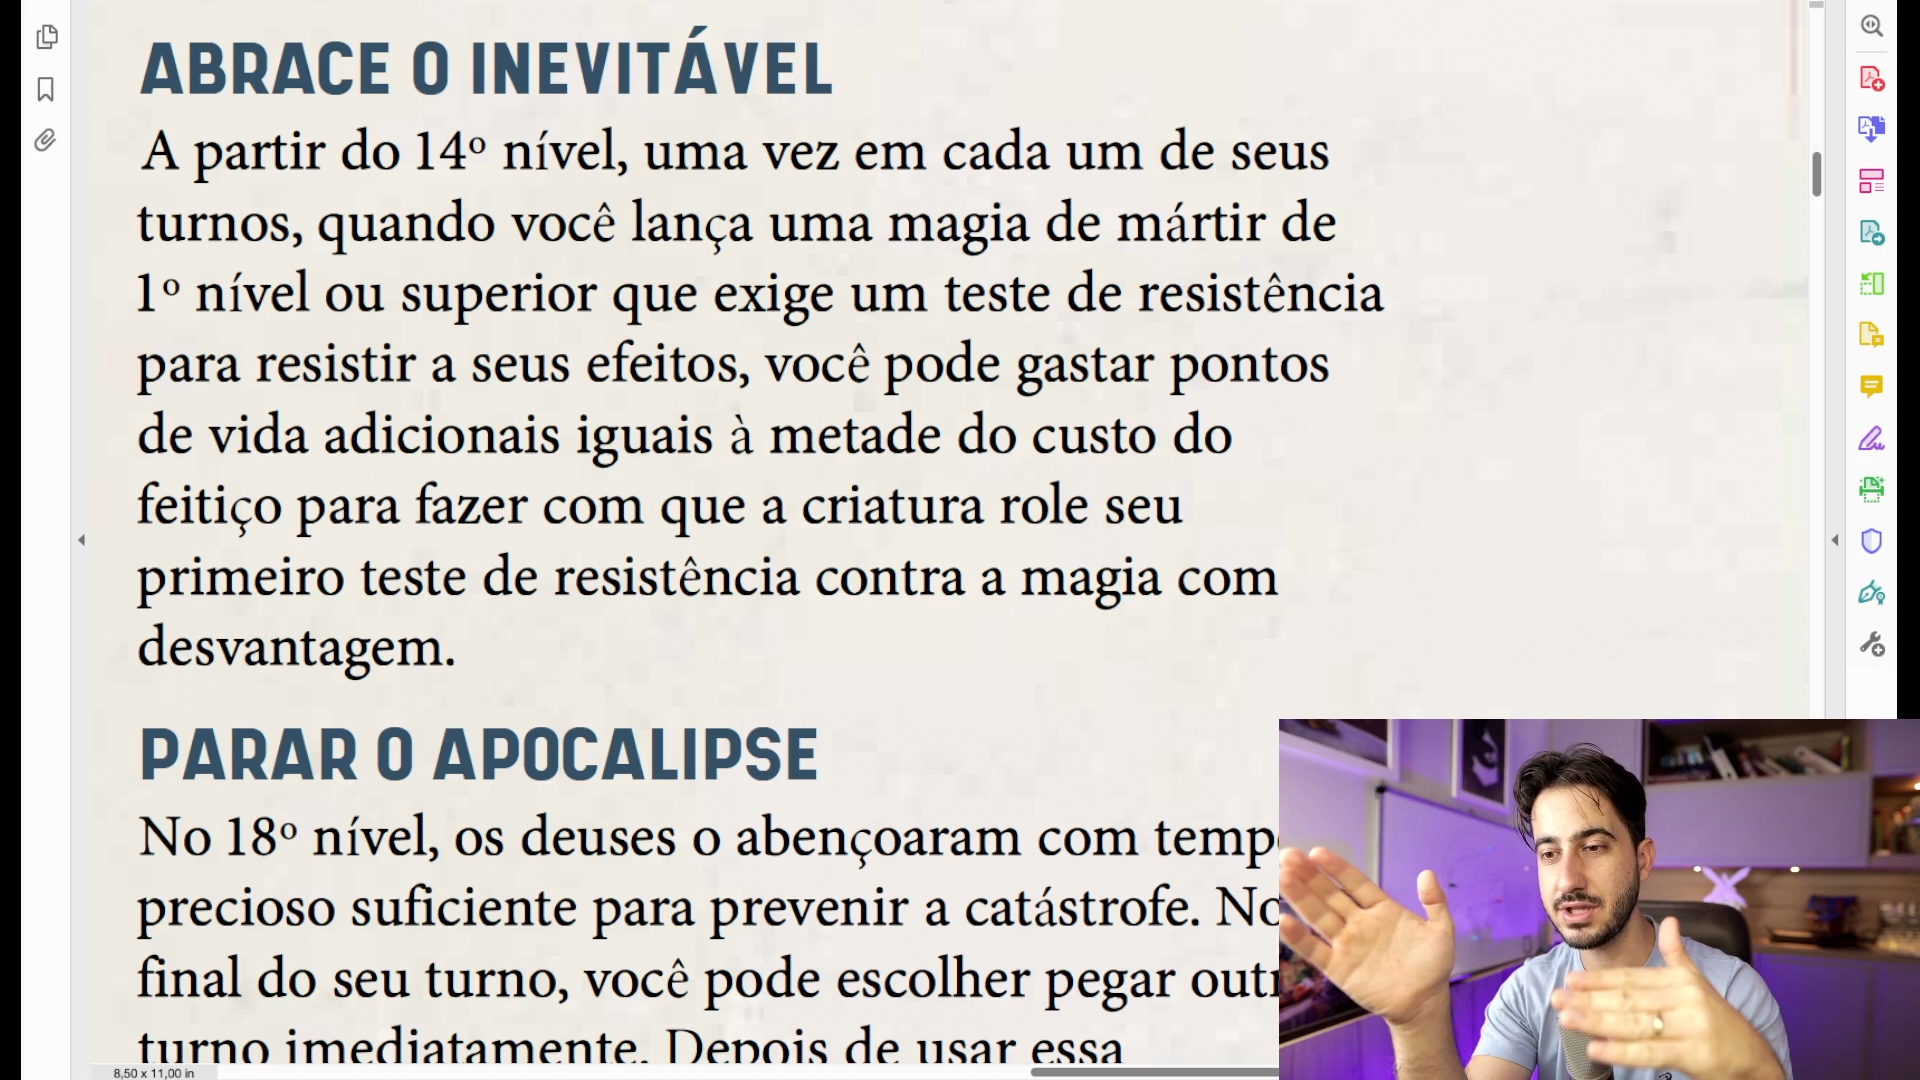 ABRACE O INEVITÁVEL
A partir do 14º nível, uma vez em cada um de seus
turnos, quando você lança uma magia de mártir de
1º nível ou superior que exige um teste de resistência
para resistir a seus efeitos, você pode gastar pontos
de vida adicionais iguais à metade do custo do
feitiço para fazer com que a criatura role seu
primeiro teste de resistência contra a magia com
desvantagem.
PARAR O APOCALIPSE
No 18º nível, os deuses o abençoaram com
precioso suficiente para prevenir a catástrofe. No
final do seu turno, você pode escolher pegar
turno imediatamente. Depois de usar essa
8,50 x 11,00 in